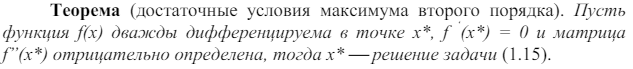 Теорема (достаточные условия максимума второго порядка). Пусть
функция f(x) дважды дифференцируема в точке x*, f ′(x*) = 0 и матрица
f”(x*) отрицательно определена, тогда x* — решение задачи (1.15).